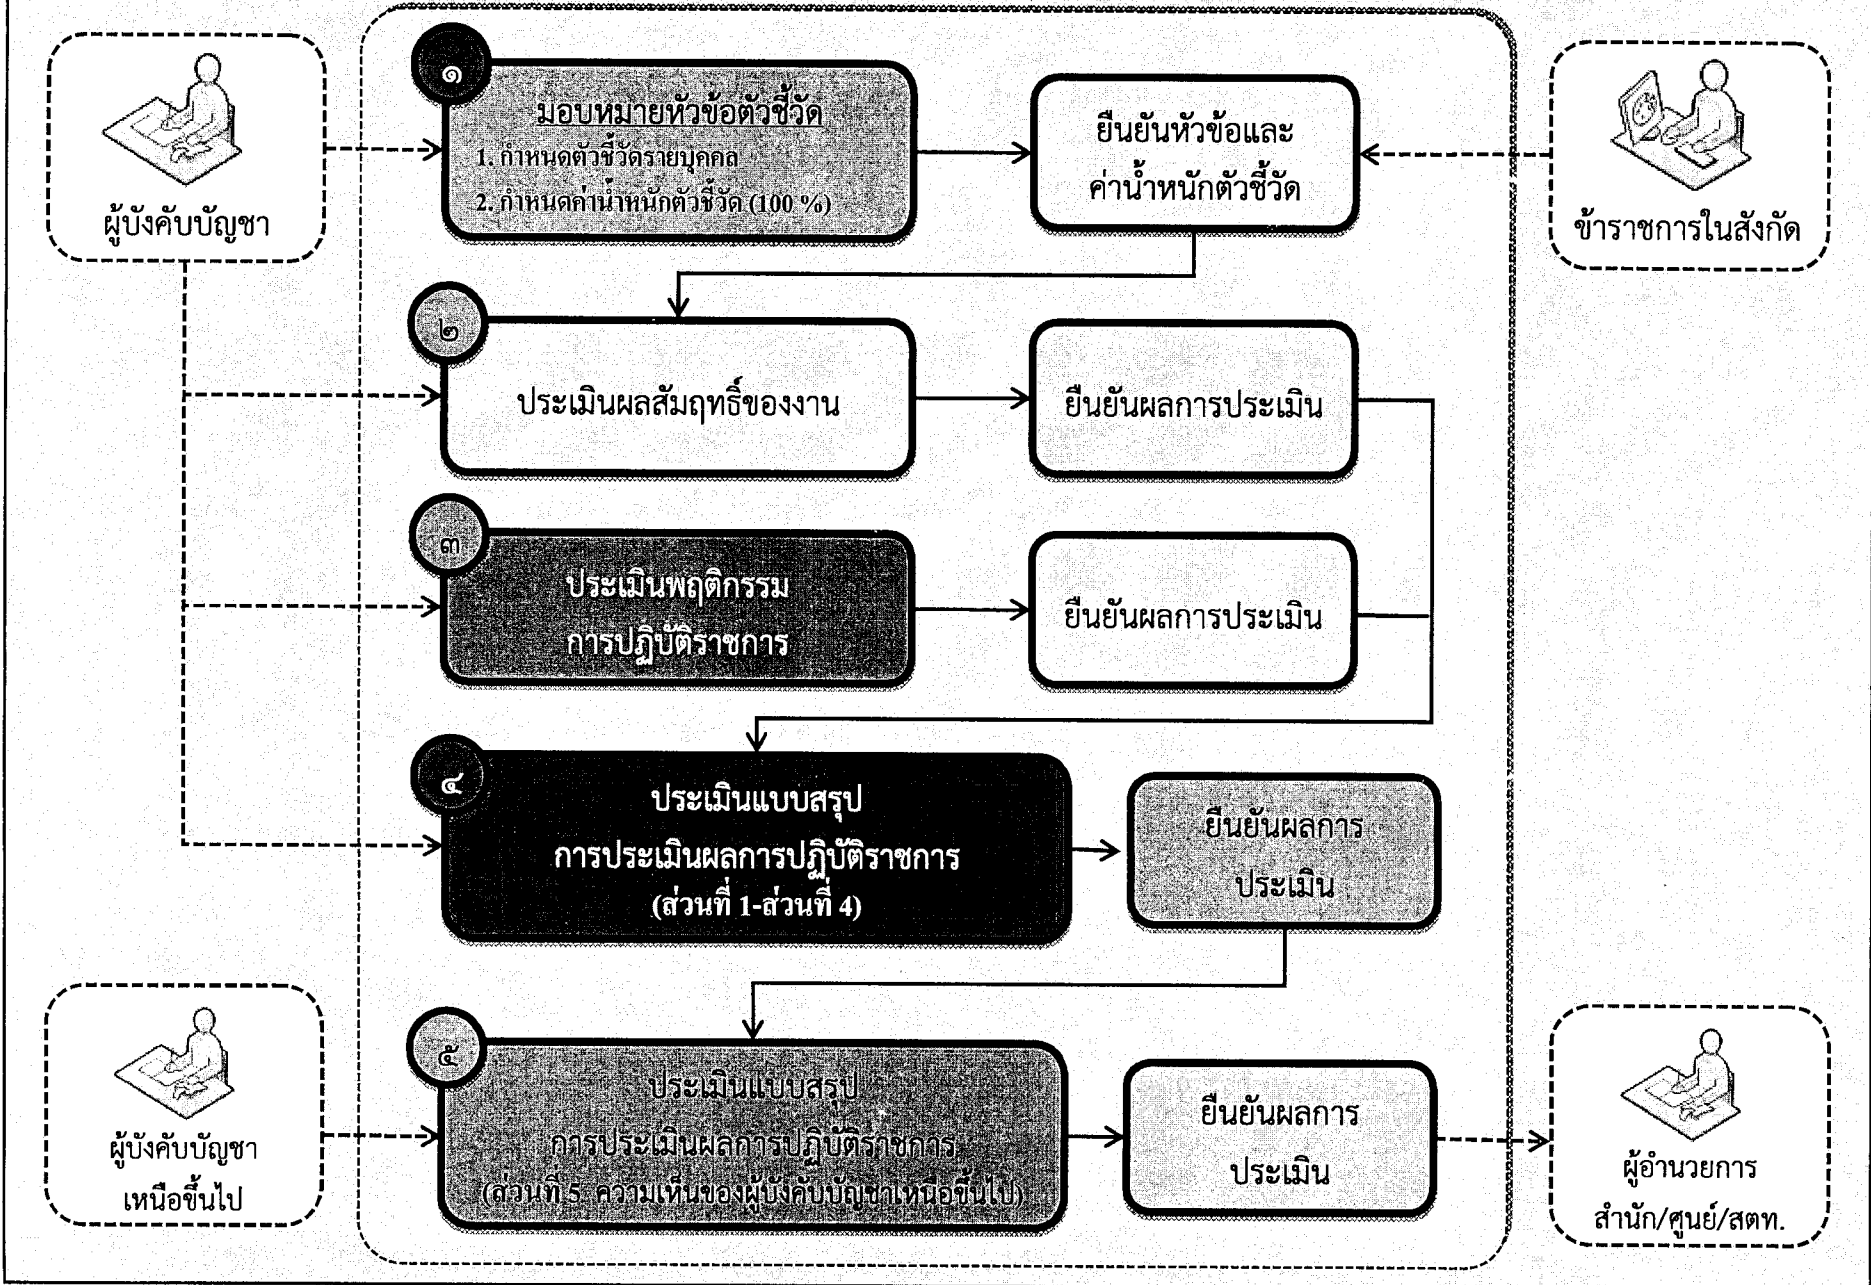 ผู้บังคับบัญชา
๑
มอบหมายหัวข้อตัวชี้วัด
1. กำหนดตัวชี้วัดรายบุคคล
2. กำหนดค่าน้ำหนักตัวชี้วัด (100 %)
ยืนยันหัวข้อและ
ค่าน้ำหนักตัวชี้วัด
ข้าราชการในสังกัด
๒
ประเมินผลสัมฤทธิ์ของงาน
ยืนยันผลการประเมิน
๓
ประเมินพฤติกรรม
การปฏิบัติราชการ
ยืนยันผลการประเมิน
๔
ประเมินแบบสรุป
การประเมินผลการปฏิบัติราชการ
(ส่วนที่ 1-ส่วนที่ 4)
ยืนยันผลการ
ประเมิน
ผู้บังคับบัญชา
เหนือขึ้นไป
๕
ประเมินแบบสรุป
การประเมินผลการปฏิบัติราชการ
(ส่วนที่ 5 ความเห็นของผู้บังคับบัญชาเหนือขึ้นไป)
ยืนยันผลการ
ประเมิน
ผู้อำนวยการ
สำนัก/ศูนย์/สตท.